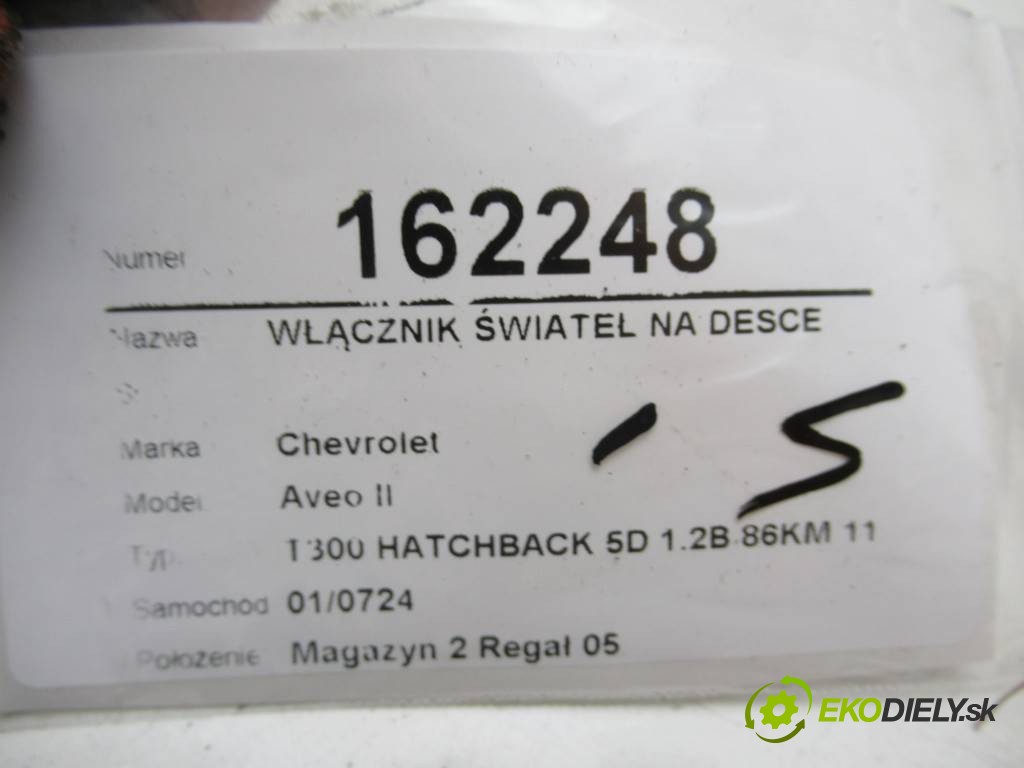 Numer 162248
Nazwa WŁĄCZNIK ŚWIATEŁ NA DESCE
Marka Chevrolet
Model Aveo II
Typ T300 HATCHBACK 5D 1.2B 86KM 11
Samochod 01/0724
Położenie Magazyn 2 Regał 05
EKODIELY.sk